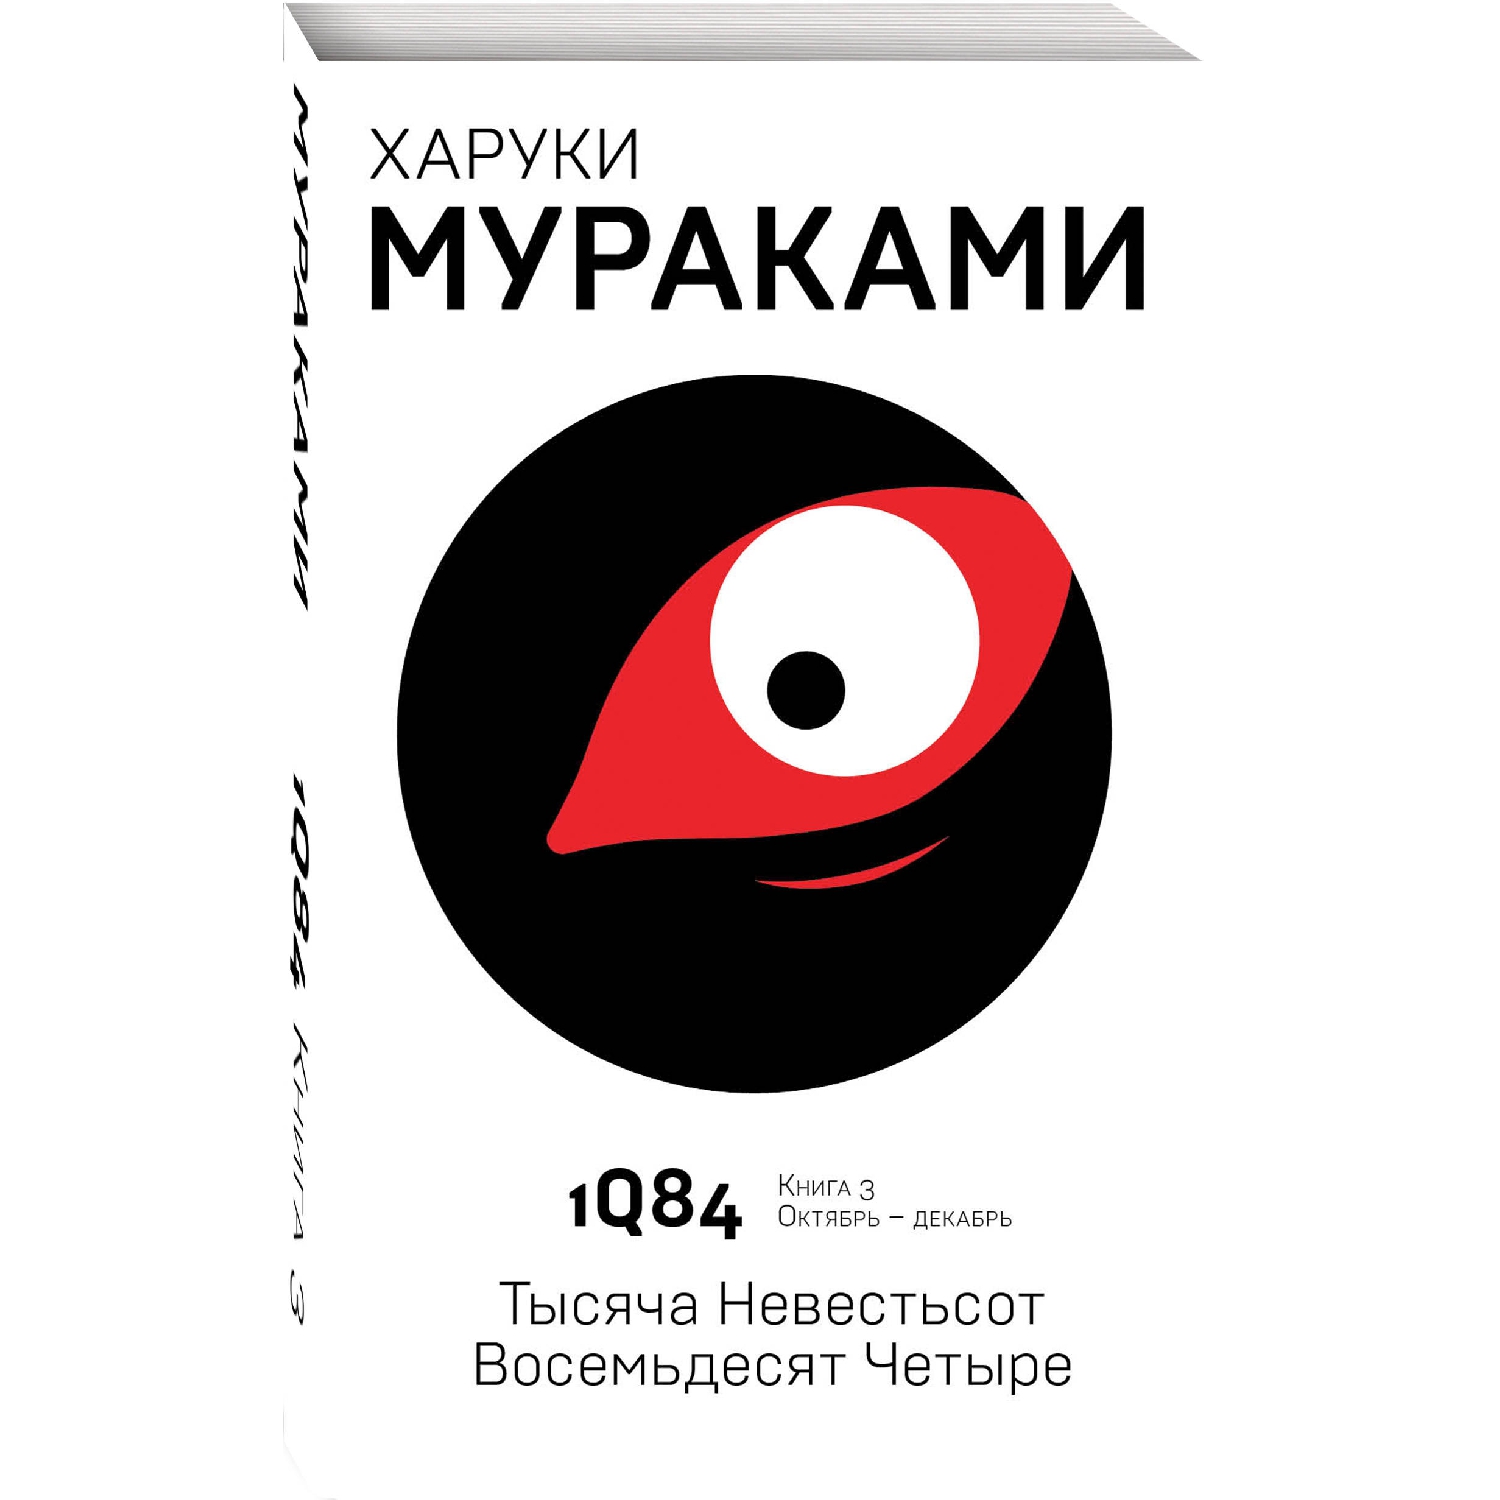 ХАРУКИ
МУРАКАМИ
1Q84
Книга 3
Октябрь – декабрь
Тысяча Невестьсот
Восемьдесят Четыре
МУРАКАМИ 1Q84 Книга 3